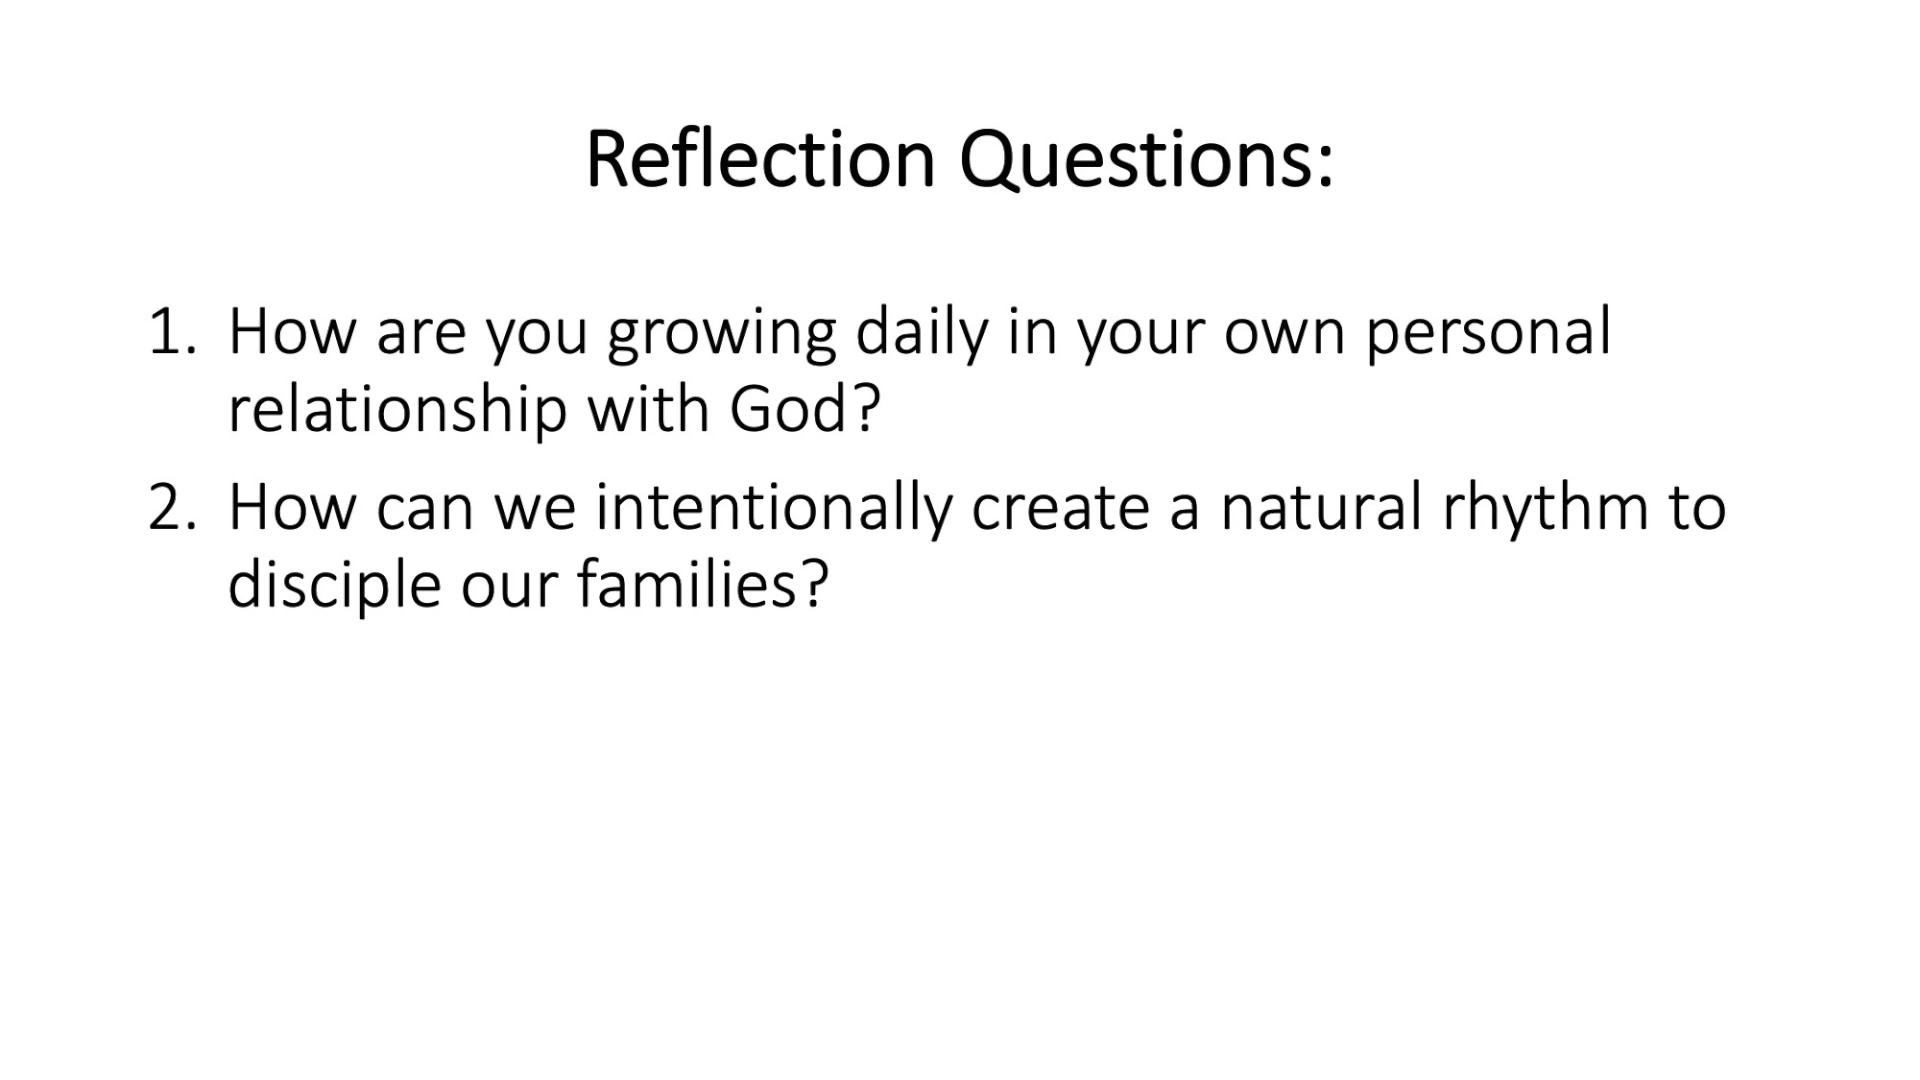 Reflection Questions:
1. How are you growing daily in your own personal
relationship with God?
2. How can we intentionally create a natural rhythm to
disciple our families?